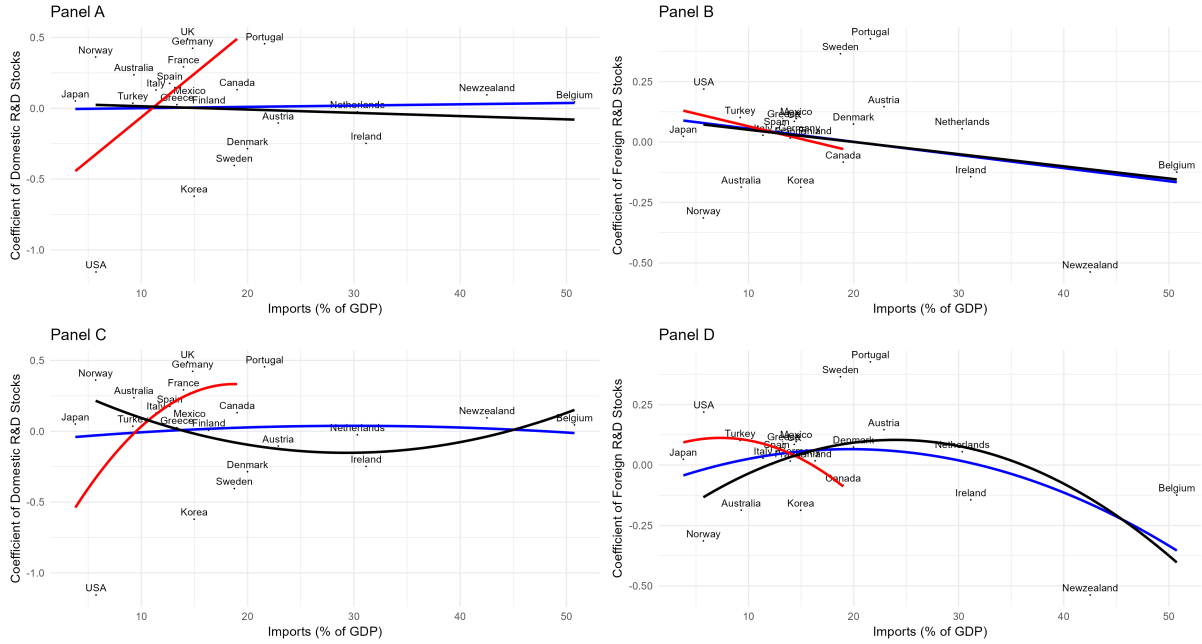 Panel A
Coefficient of Domestic R&D Stocks
0.5
0.0
-0.5
-1.0
UK
Portugal
Germany
Norway
France
Australia
Spain
Italy
Canada
Japan
Turkey
Mexico
Greece
Finland
Newzealand
Belgium
Netherlands
Austria
Ireland
Denmark
Sweden
Korea
USA
10 20 30 40 50
Imports (% of GDP)
Panel B
Coefficient of Foreign R&D Stocks
0.25
0.00
-0.25
-0.50
Portugal
Sweden
USA
Austria
Turkey
Mexico
Denmark
Netherlands
Spain
Italy
Germany
Japan
Canada
Belgium
Ireland
Australia
Korea
Norway
Newzealand
10 20 30 40 50
Imports (% of GDP)
Panel C
Coefficient of Domestic R&D Stocks
0.5
0.0
-0.5
-1.0
UK
Portugal
Germany
Norway
France
Australia
Spain
Italy
Canada
Japan
Turkey
Mexico
Greece
Finland
Newzealand
Belgium
Netherlands
Austria
Ireland
Denmark
Sweden
Korea
USA
10 20 30 40 50
Imports (% of GDP)
Panel D
Coefficient of Foreign R&D Stocks
0.25
0.00
-0.25
-0.50
Portugal
Sweden
USA
Austria
Turkey
Mexico
Denmark
Netherlands
Spain
Italy
Japan
Canada
Belgium
Ireland
Australia
Korea
Norway
Newzealand
10 20 30 40 50
Imports (% of GDP)